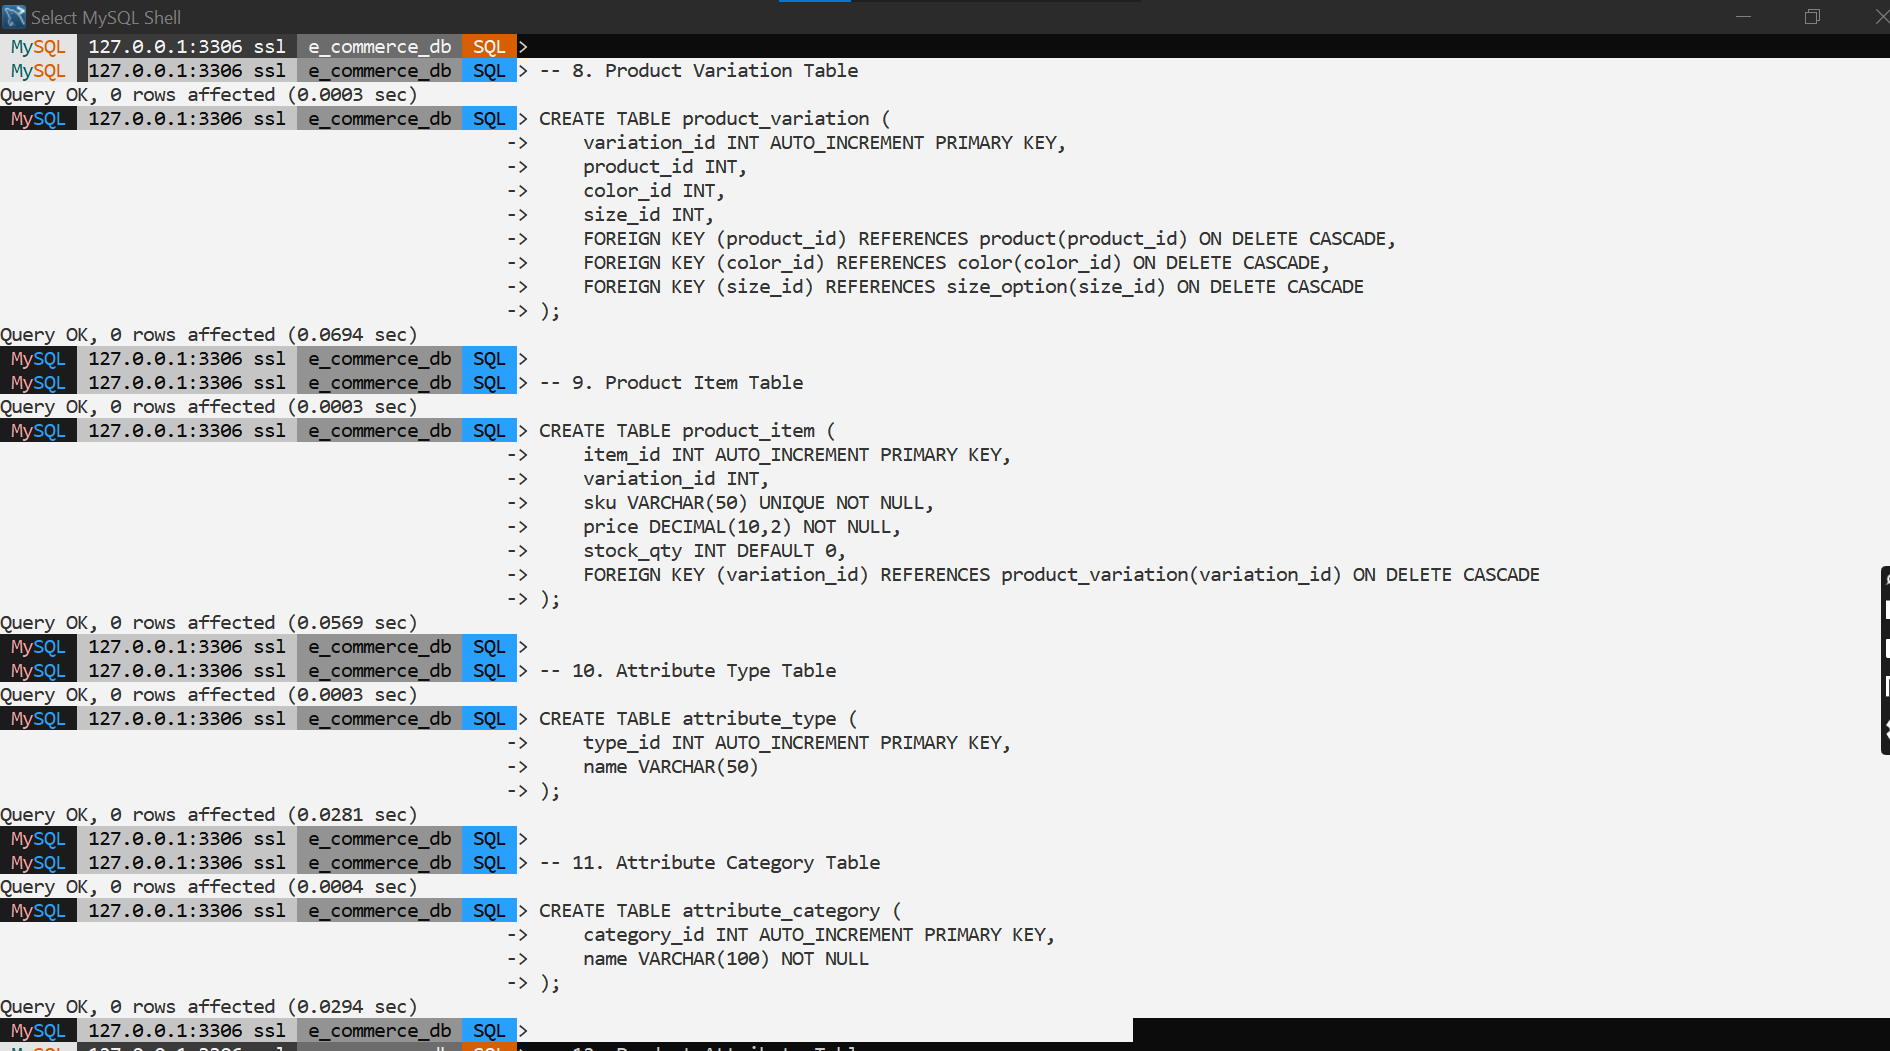 Select MySQL Shell
MySQL 127.0.0.1:3306 ssl e_commerce_db SQL >
MySQL 127.0.0.1:3306 ssl e_commerce_db SQL > -- 8. Product Variation Table
Query OK, 0 rows affected (0.0003 sec)
MySQL 127.0.0.1:3306 ssl e_commerce_db SQL > CREATE TABLE product_variation (
-> variation_id INT AUTO_INCREMENT PRIMARY KEY,
-> product_id INT,
-> color_id INT,
-> size_id INT,
-> FOREIGN KEY (product_id) REFERENCES product(product_id) ON DELETE CASCADE,
-> FOREIGN KEY (color_id) REFERENCES color(color_id) ON DELETE CASCADE,
-> FOREIGN KEY (size_id) REFERENCES size_option(size_id) ON DELETE CASCADE
-> );
Query OK, 0 rows affected (0.0694 sec)
MySQL 127.0.0.1:3306 ssl e_commerce_db SQL >
MySQL 127.0.0.1:3306 ssl e_commerce_db SQL > -- 9. Product Item Table
Query OK, 0 rows affected (0.0003 sec)
MySQL 127.0.0.1:3306 ssl e_commerce_db SQL > CREATE TABLE product_item (
-> item_id INT AUTO_INCREMENT PRIMARY KEY,
-> variation_id INT,
-> sku VARCHAR(50) UNIQUE NOT NULL,
-> price DECIMAL(10,2) NOT NULL,
-> stock_qty INT DEFAULT 0,
-> FOREIGN KEY (variation_id) REFERENCES product_variation(variation_id) ON DELETE CASCADE
-> );
Query OK, 0 rows affected (0.0569 sec)
MySQL 127.0.0.1:3306 ssl e_commerce_db SQL >
MySQL 127.0.0.1:3306 ssl e_commerce_db SQL > -- 10. Attribute Type Table
Query OK, 0 rows affected (0.0003 sec)
MySQL 127.0.0.1:3306 ssl e_commerce_db SQL > CREATE TABLE attribute_type (
-> type_id INT AUTO_INCREMENT PRIMARY KEY,
-> name VARCHAR(50)
-> );
Query OK, 0 rows affected (0.0281 sec)
MySQL 127.0.0.1:3306 ssl e_commerce_db SQL >
MySQL 127.0.0.1:3306 ssl e_commerce_db SQL > -- 11. Attribute Category Table
Query OK, 0 rows affected (0.0004 sec)
MySQL 127.0.0.1:3306 ssl e_commerce_db SQL > CREATE TABLE attribute_category (
-> category_id INT AUTO_INCREMENT PRIMARY KEY,
-> name VARCHAR(100) NOT NULL
-> );
Query OK, 0 rows affected (0.0294 sec)
MySQL 127.0.0.1:3306 ssl e_commerce_db SQL >